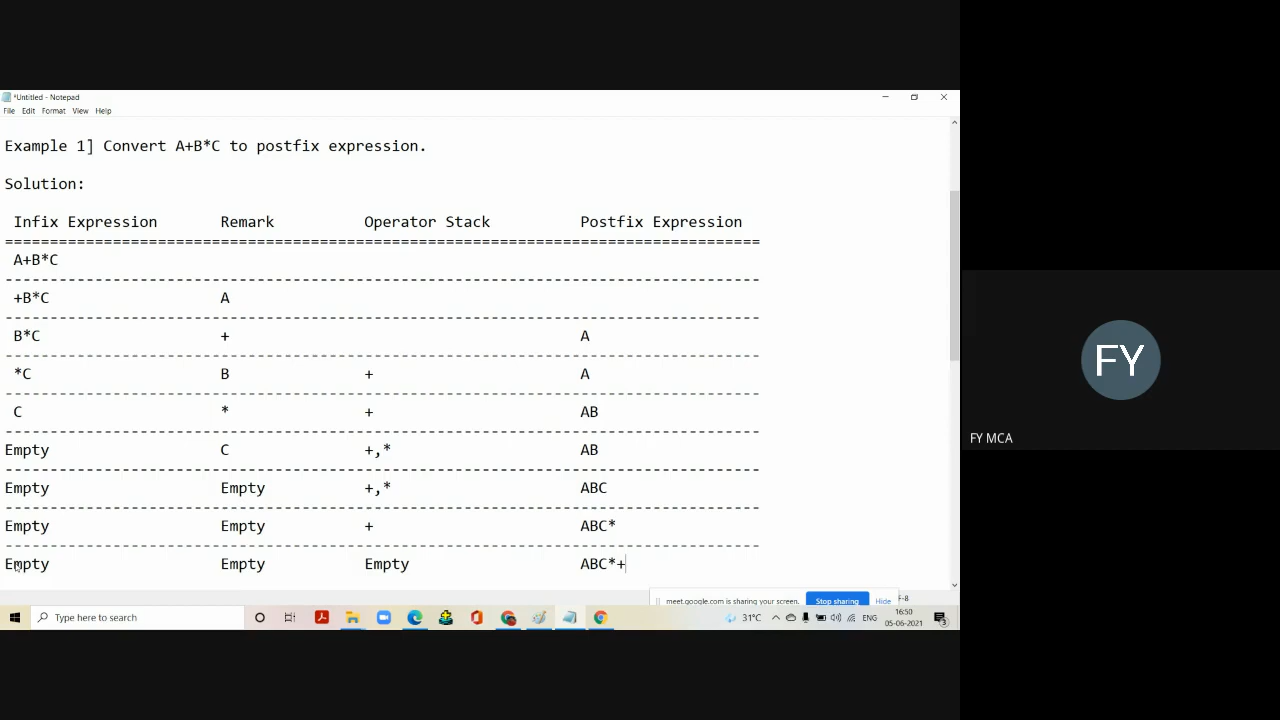 *Untitled - Notepad
File Edit Format View Help
Example 1] Convert A+B*C to postfix expression.
Solution:
Infix Expression Remark Operator Stack Postfix Expression
=====================================================================================
A+B*C
-------------------------------------------------------------------------------------
+B*C A
-------------------------------------------------------------------------------------
B*C + A
-------------------------------------------------------------------------------------
*C B + A
-------------------------------------------------------------------------------------
C * + AB
-------------------------------------------------------------------------------------
Empty C +,* AB
-------------------------------------------------------------------------------------
Empty Empty +,* ABC
-------------------------------------------------------------------------------------
Empty Empty + ABC*
-------------------------------------------------------------------------------------
Empty Empty Empty ABC*+
meet.google.com is sharing your screen. Stop sharing Hide F-8
Type here to search 31°C ENG 16:50
05-06-2021 3
FY
FY MCA